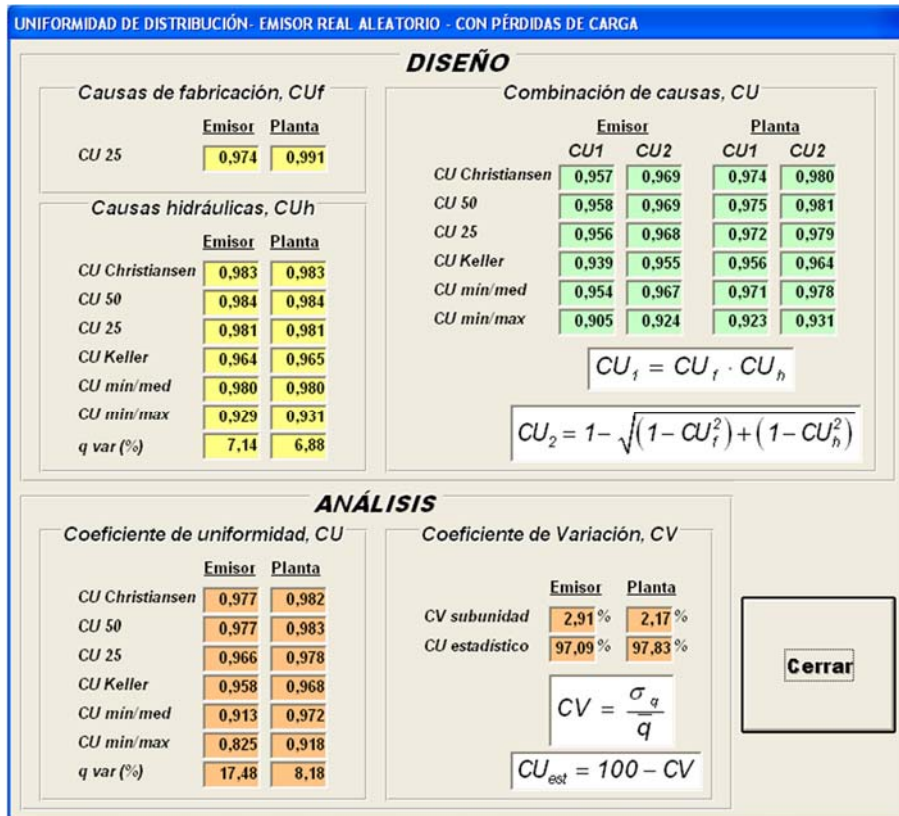 UNIFORMIDAD DE DISTRIBUCIÓN- EMISOR REAL ALEATORIO - CON PÉRDIDAS DE CARGA
DISEÑO
Causas de fabricación, CUf
Emisor Planta
CU 25 0,974 0,991
Causas hidráulicas, CUh
Emisor Planta
CU Christiansen 0,983 0,983
CU 50 0,984 0,984
CU 25 0,981 0,981
CU Keller 0,964 0,965
CU mín/med 0,980 0,980
CU min/max 0,929 0,931
q var (%) 7,14 6,88
Combinación de causas, CU
Emisor Planta
CU1 CU2 CU1 CU2
CU Christiansen 0,957 0,969 0,974 0,980
CU 50 0,958 0,969 0,975 0,981
CU 25 0,956 0,968 0,972 0,979
CU Keller 0,939 0,955 0,956 0,964
CU mín/med 0,954 0,967 0,971 0,978
CU min/max 0,905 0,924 0,923 0,931
CU₁ = CU_f · CU_h
CU₂ = 1 - √((1 - CU_f²) + (1 - CU_h²))
ANÁLISIS
Coeficiente de uniformidad, CU
Emisor Planta
CU Christiansen 0,977 0,982
CU 50 0,977 0,983
CU 25 0,966 0,978
CU Keller 0,958 0,968
CU mín/med 0,913 0,972
CU min/max 0,825 0,918
q var (%) 17,48 8,18
Coeficiente de Variación, CV
Emisor Planta
CV subunidad 2,91 % 2,17 %
CU estadístico 97,09 % 97,83 %
CV = σ_q / q̄
CU_est = 100 - CV
Cerrar